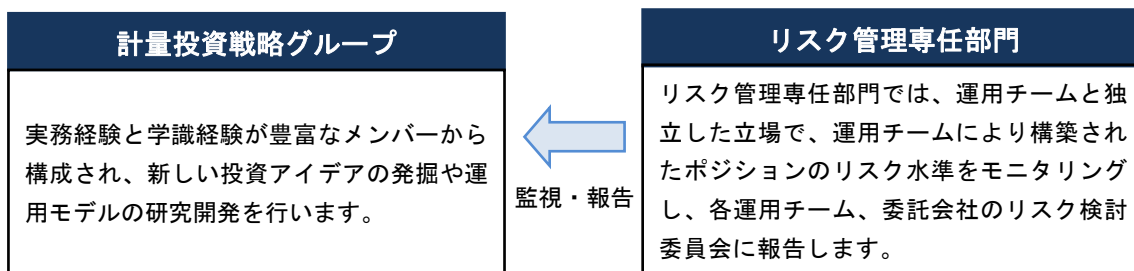 計量投資戦略グループ
実務経験と学識経験が豊富なメンバーから
構成され、新しい投資アイデアの発掘や運
用モデルの研究開発を行います。
監視・報告
リスク管理専任部門
リスク管理専任部門では、運用チームと独
立した立場で、運用チームにより構築され
たポジションのリスク水準をモニタリング
し、各運用チーム、委託会社のリスク検討
委員会に報告します。